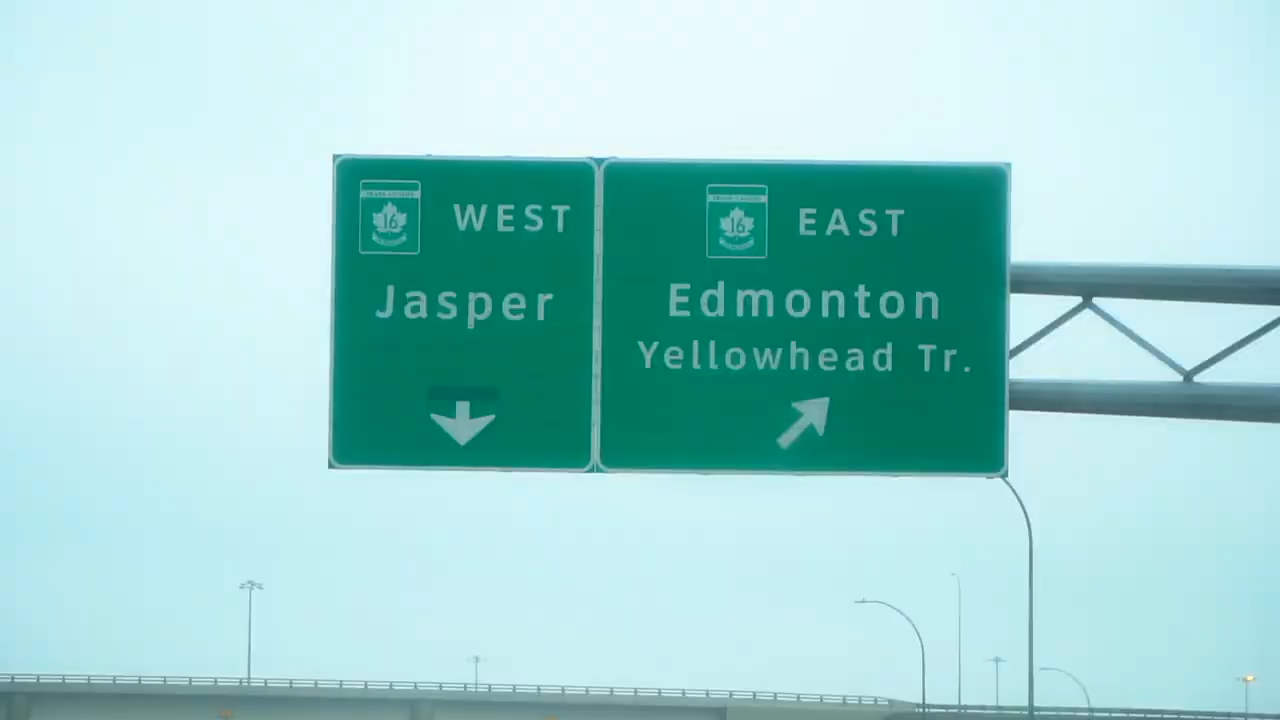 16 WEST
Jasper
16 EAST
Edmonton
Yellowhead Tr.